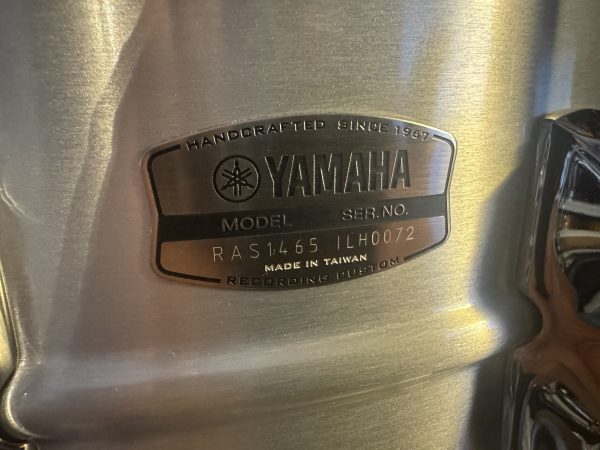 HANDCRAFTED SINCE 1967
YAMAHA
MODEL SER.NO.
RAS1465 ILH0072
MADE IN TAIWAN
RECORDING CUSTOM